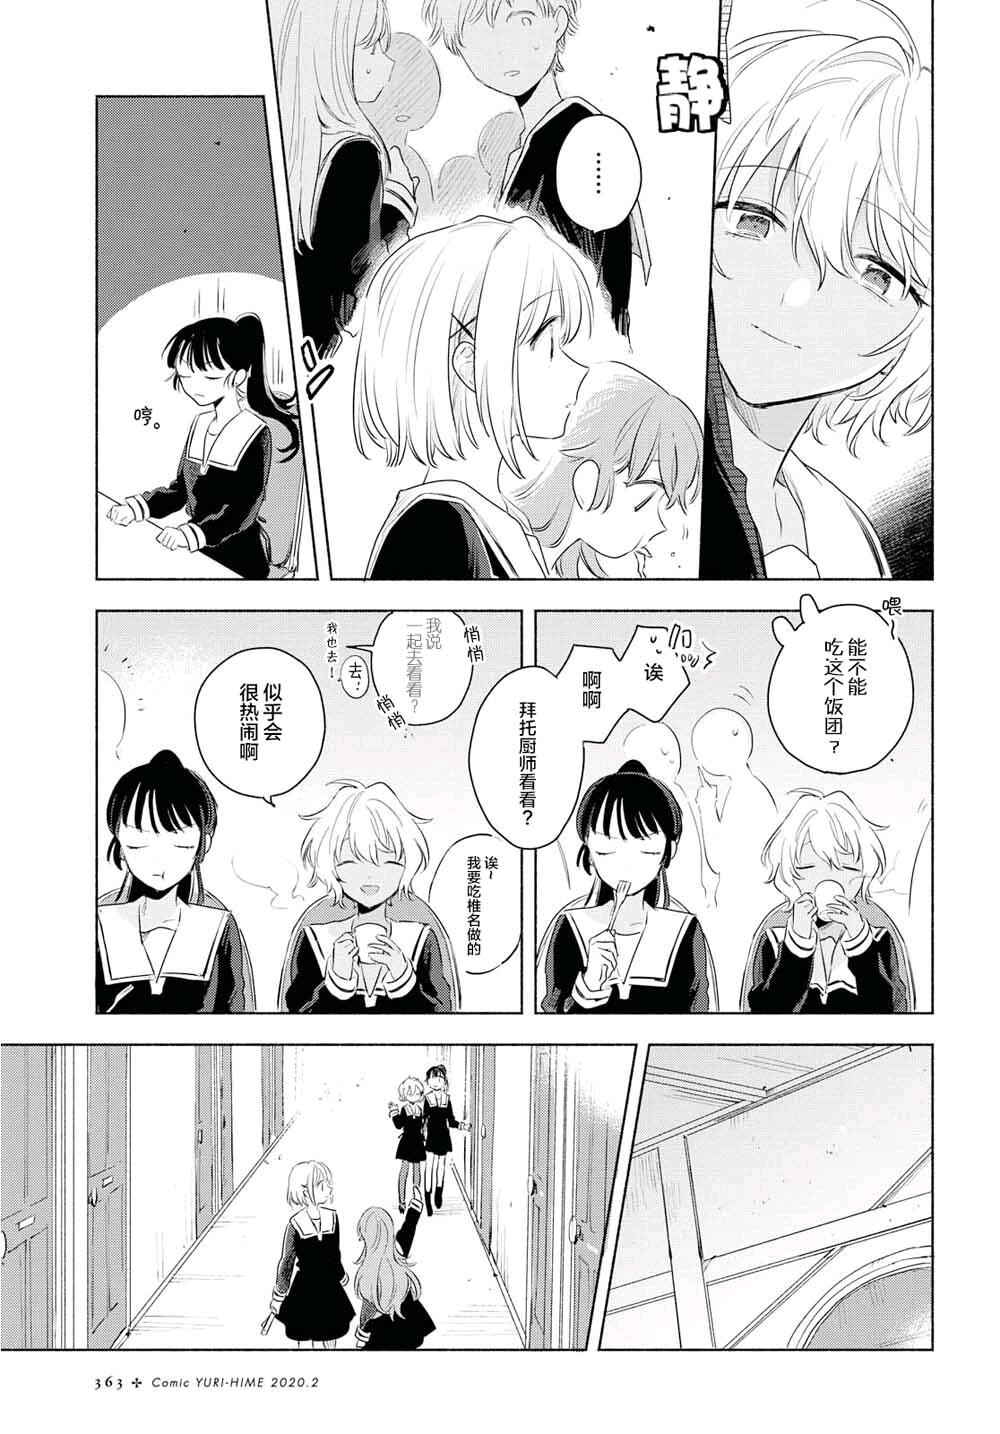 静
……
哼。
喂~
能不能
吃这个饭团？
诶
啊啊
拜托厨师看看？
诶~
我要吃椎名做的
悄悄
我说
一起去看看？
悄悄
去！
我也去！
似乎会
很热闹啊
363 ✣ Comic YURI-HIME 2020.2